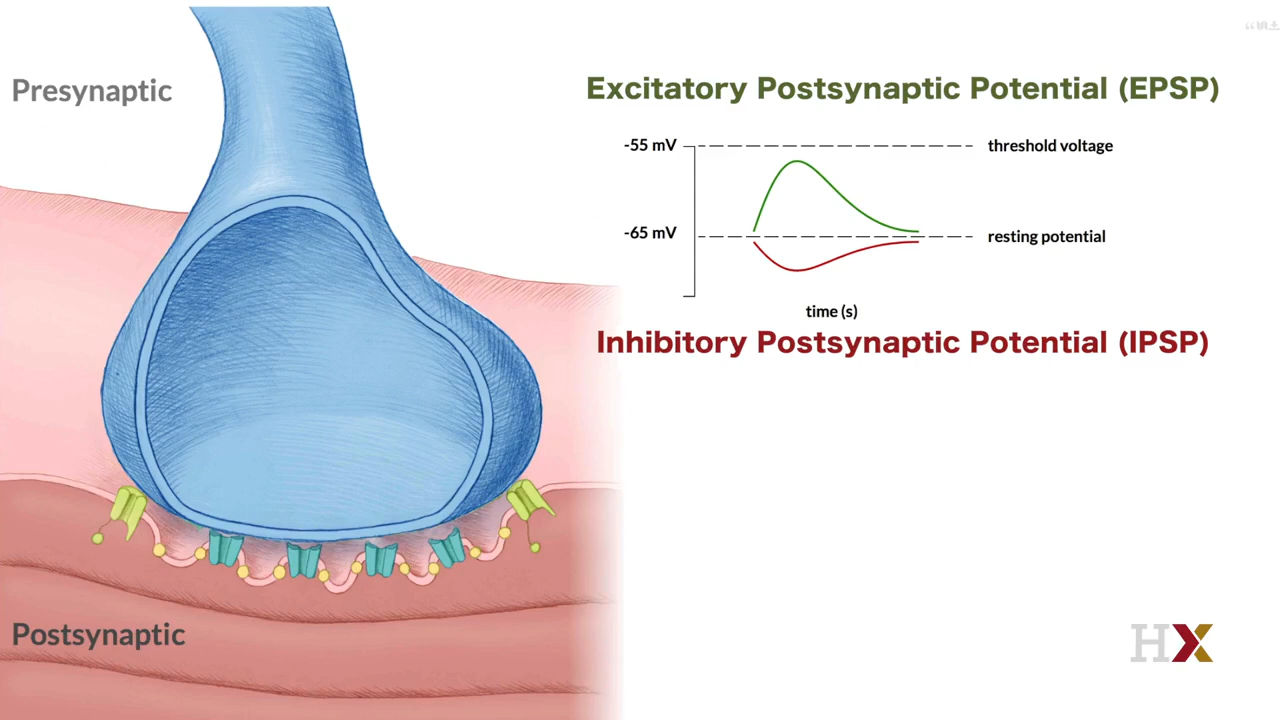 Presynaptic
Excitatory Postsynaptic Potential (EPSP)
-55 mV
threshold voltage
-65 mV
resting potential
time (s)
Inhibitory Postsynaptic Potential (IPSP)
Postsynaptic
HX